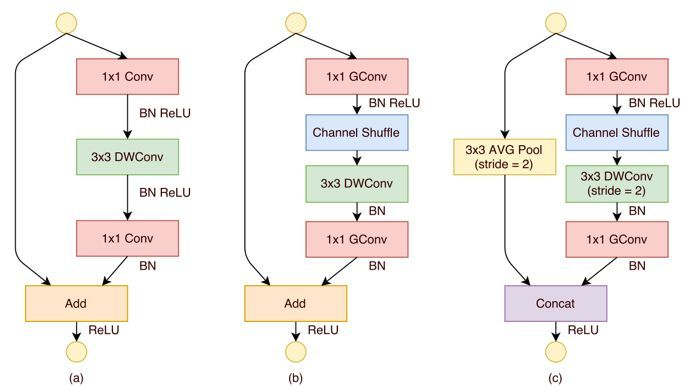 1x1 Conv
BN ReLU
3x3 DWConv
BN ReLU
1x1 Conv
BN
Add
ReLU
(a)
1x1 GConv
BN ReLU
Channel Shuffle
3x3 DWConv
BN
1x1 GConv
BN
Add
ReLU
(b)
3x3 AVG Pool
(stride = 2)
1x1 GConv
BN ReLU
Channel Shuffle
3x3 DWConv
(stride = 2)
BN
1x1 GConv
BN
Concat
ReLU
(c)